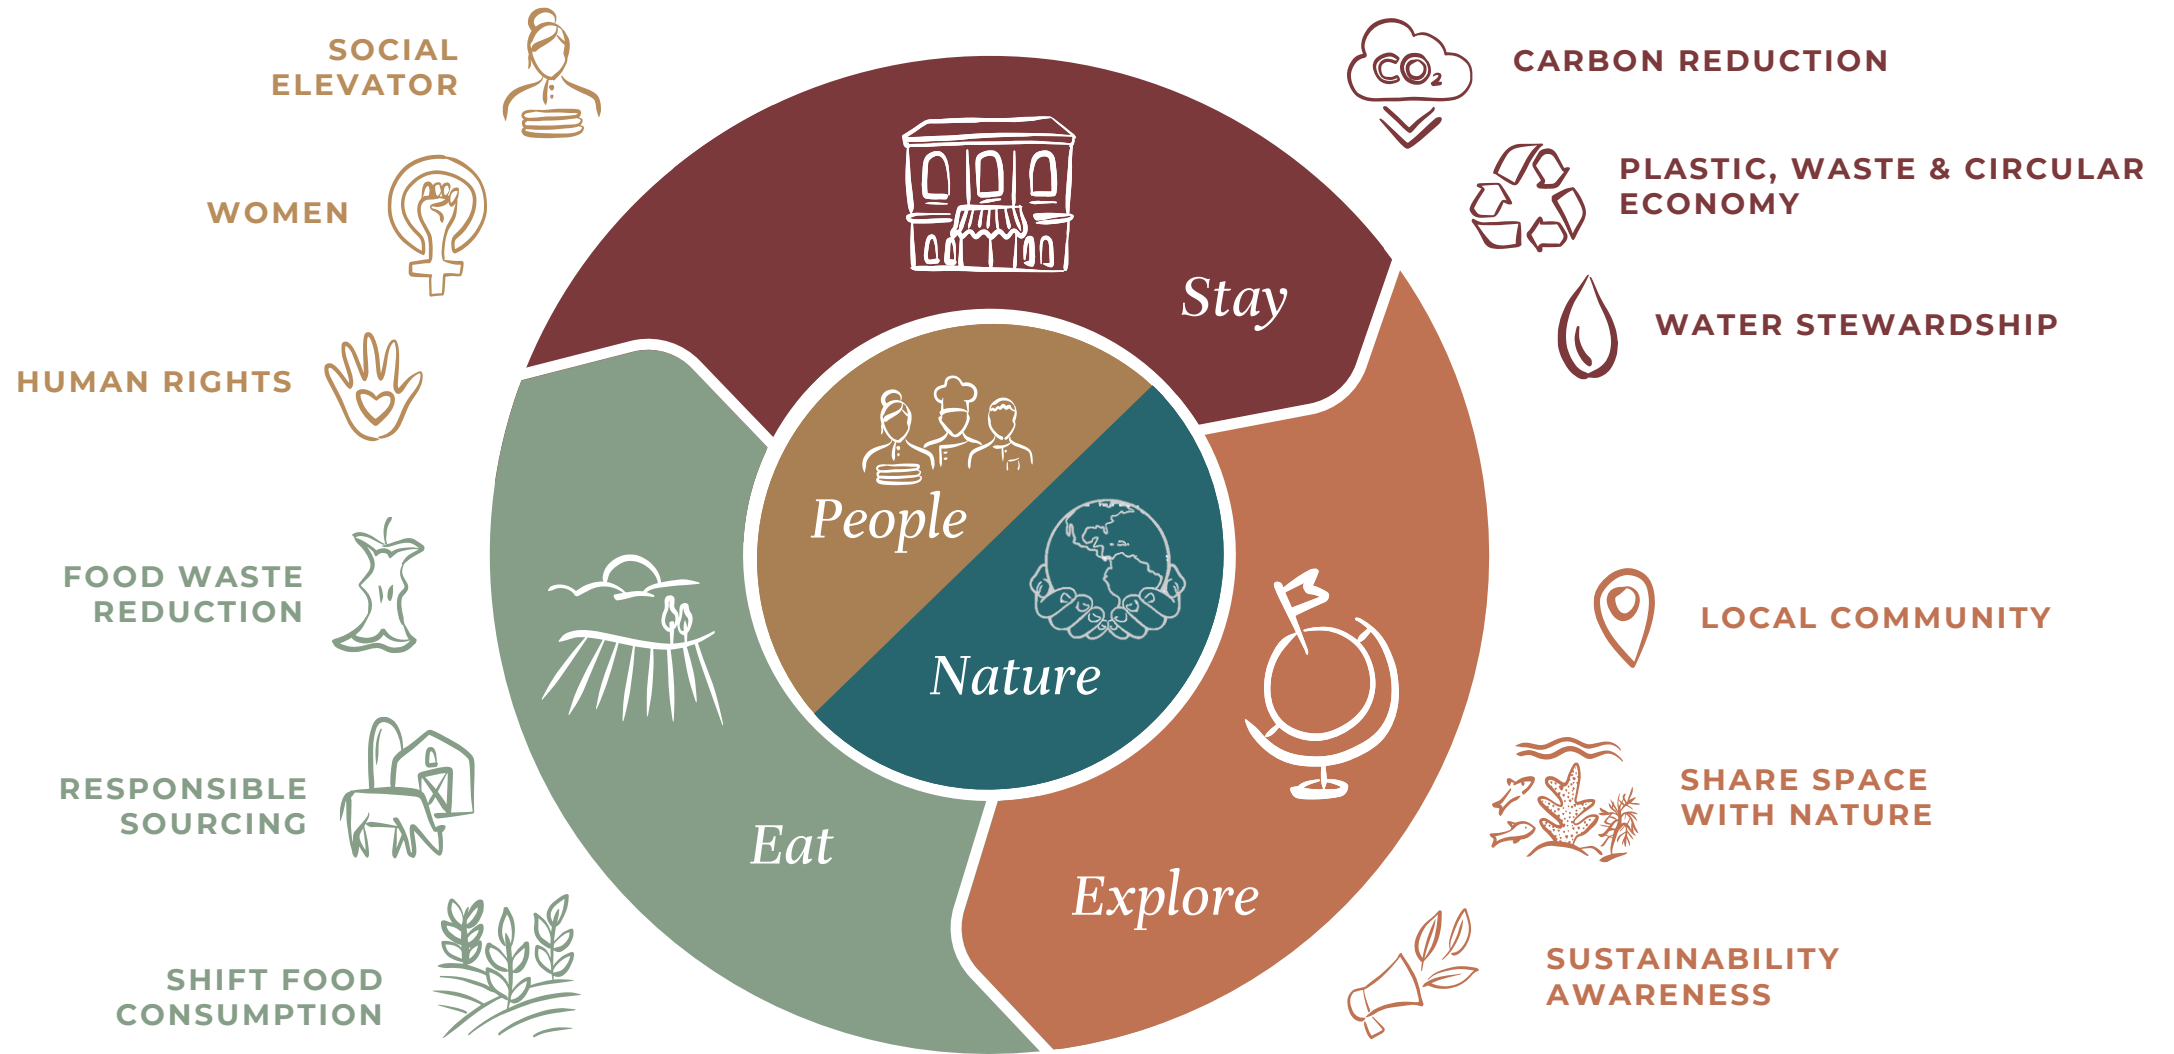 SOCIAL
ELEVATOR
WOMEN
HUMAN RIGHTS
FOOD WASTE
REDUCTION
RESPONSIBLE
SOURCING
SHIFT FOOD
CONSUMPTION
Stay
People
Nature
Eat
Explore
CO₂
CARBON REDUCTION
PLASTIC, WASTE & CIRCULAR
ECONOMY
WATER STEWARDSHIP
LOCAL COMMUNITY
SHARE SPACE
WITH NATURE
SUSTAINABILITY
AWARENESS